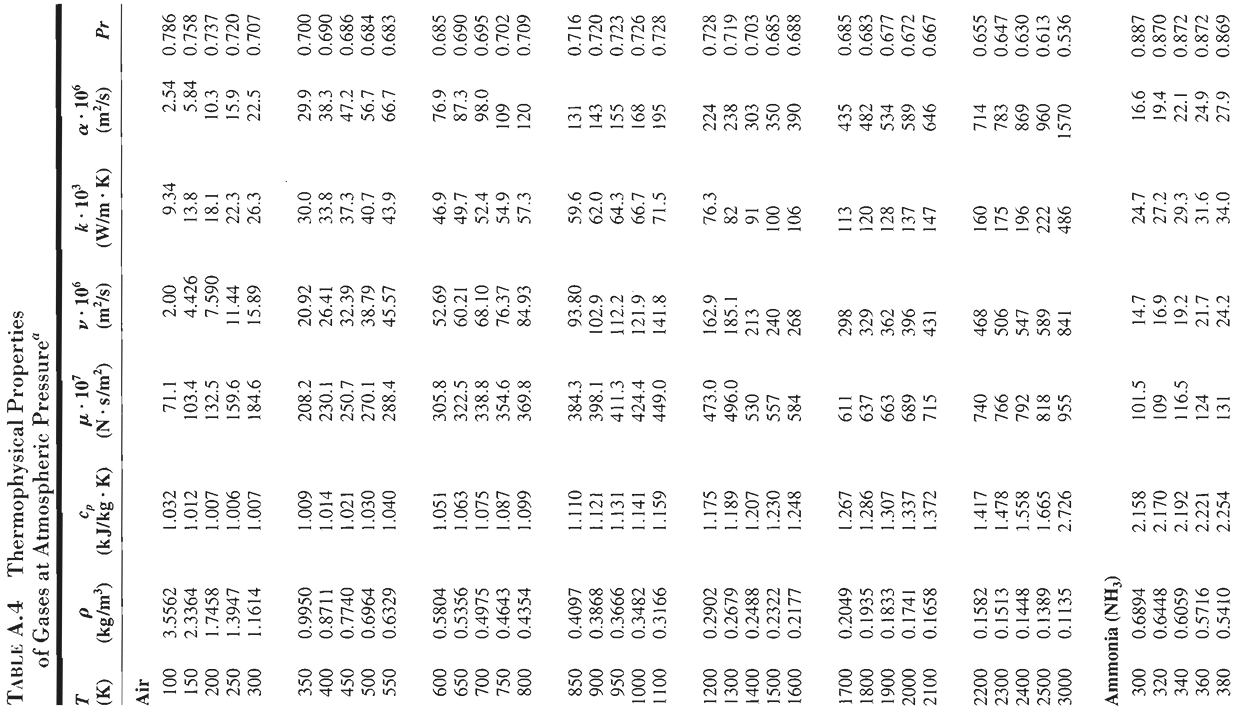 TABLE A.4 Thermophysical Properties
of Gases at Atmospheric Pressureᵃ
T (K) ρ (kg/m³) c_p (kJ/kg · K) μ · 10⁷ (N · s/m²) ν · 10⁶ (m²/s) k · 10³ (W/m · K) α · 10⁶ (m²/s) Pr
Air
100 3.5562 1.032 71.1 2.00 9.34 2.54 0.786
150 2.3364 1.012 103.4 4.426 13.8 5.84 0.758
200 1.7458 1.007 132.5 7.590 18.1 10.3 0.737
250 1.3947 1.006 159.6 11.44 22.3 15.9 0.720
300 1.1614 1.007 184.6 15.89 26.3 22.5 0.707
350 0.9950 1.009 208.2 20.92 30.0 29.9 0.700
400 0.8711 1.014 230.1 26.41 33.8 38.3 0.690
450 0.7740 1.021 250.7 32.39 37.3 47.2 0.686
500 0.6964 1.030 270.1 38.79 40.7 56.7 0.684
550 0.6329 1.040 288.4 45.57 43.9 66.7 0.683
600 0.5804 1.051 305.8 52.69 46.9 76.9 0.685
650 0.5356 1.063 322.5 60.21 49.7 87.3 0.690
700 0.4975 1.075 338.8 68.10 52.4 98.0 0.695
750 0.4643 1.087 354.6 76.37 54.9 109 0.702
800 0.4354 1.099 369.8 84.93 57.3 120 0.709
850 0.4097 1.110 384.3 93.80 59.6 131 0.716
900 0.3868 1.121 398.1 102.9 62.0 143 0.720
950 0.3666 1.131 411.3 112.2 64.3 155 0.723
1000 0.3482 1.141 424.4 121.9 66.7 168 0.726
1100 0.3166 1.159 449.0 141.8 71.5 195 0.728
1200 0.2902 1.175 473.0 162.9 76.3 224 0.728
1300 0.2679 1.189 496.0 185.1 82 238 0.719
1400 0.2488 1.207 530 213 91 303 0.703
1500 0.2322 1.230 557 240 100 350 0.685
1600 0.2177 1.248 584 268 106 390 0.688
1700 0.2049 1.267 611 298 113 435 0.685
1800 0.1935 1.286 637 329 120 482 0.683
1900 0.1833 1.307 663 362 128 534 0.677
2000 0.1741 1.337 689 396 137 589 0.672
2100 0.1658 1.372 715 431 147 646 0.667
2200 0.1582 1.417 740 468 160 714 0.655
2300 0.1513 1.478 766 506 175 783 0.647
2400 0.1448 1.558 792 547 196 869 0.630
2500 0.1389 1.665 818 589 222 960 0.613
3000 0.1135 2.726 955 841 486 1570 0.536
Ammonia (NH₃)
300 0.6894 2.158 101.5 14.7 24.7 16.6 0.887
320 0.6448 2.170 109 16.9 27.2 19.4 0.870
340 0.6059 2.192 116.5 19.2 29.3 22.1 0.872
360 0.5716 2.221 124 21.7 31.6 24.9 0.872
380 0.5410 2.254 131 24.2 34.0 27.9 0.869